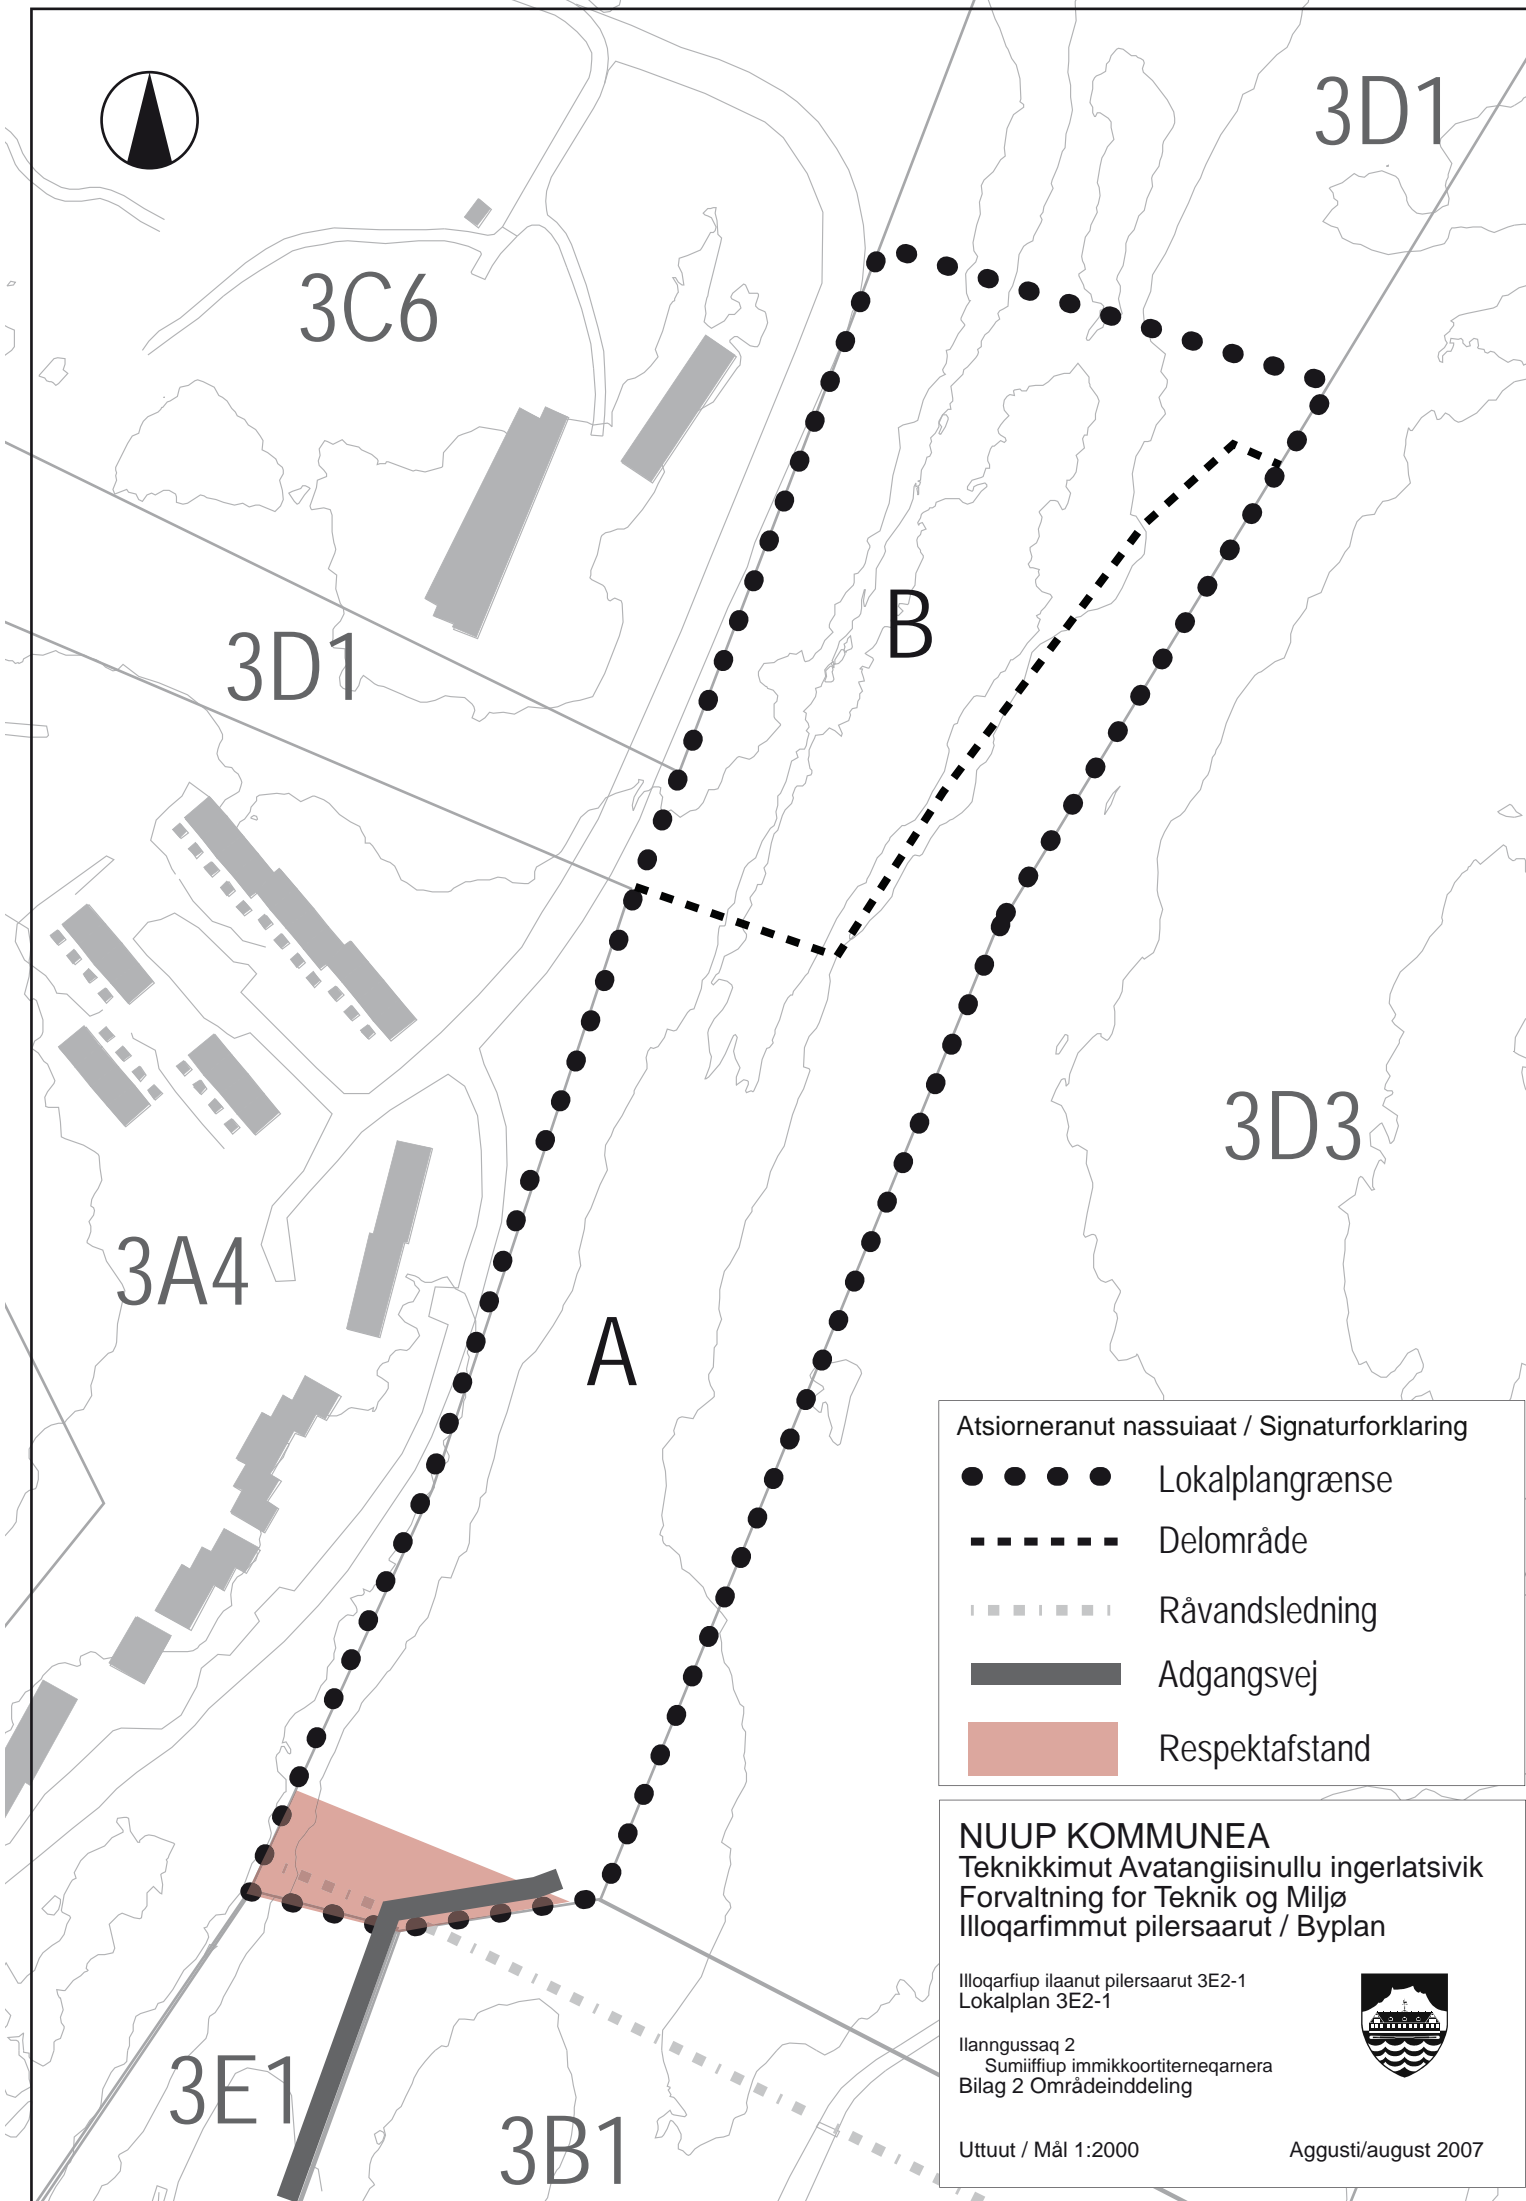 3D1
3C6
B
3D1
3D3
3A4
A
Atsiorneranut nassuiaat / Signaturforklaring
Lokalplangrænse
Delområde
Råvandsledning
Adgangsvej
Respektafstand
NUUP KOMMUNEA
Teknikkimut Avatangiisinullu ingerlatsivik
Forvaltning for Teknik og Miljø
Illoqarfimmut pilersaarut / Byplan
Illoqarfiup ilaanut pilersaarut 3E2-1
Lokalplan 3E2-1
Ilanngussaq 2
Sumiiffiup immikkoortiterneqarnera
Bilag 2 Områdeinddeling
Uttuut / Mål 1:2000 Aggusti/august 2007
3E1
3B1